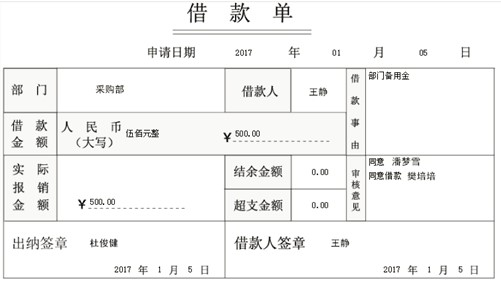 借款单
申请日期 2017 年 01 月 05 日
部门 采购部 借款人 王静 借款事由 部门备用金
借款金额 人民币（大写） 伍佰元整 ¥500.00
实际报销金额 ¥500.00 结余金额 0.00 审核意见 同意 潘梦雪
同意借款 樊培培
超支金额 0.00
出纳签章 杜俊健 借款人签章 王静
2017 年 1 月 5 日 2017 年 1 月 5 日